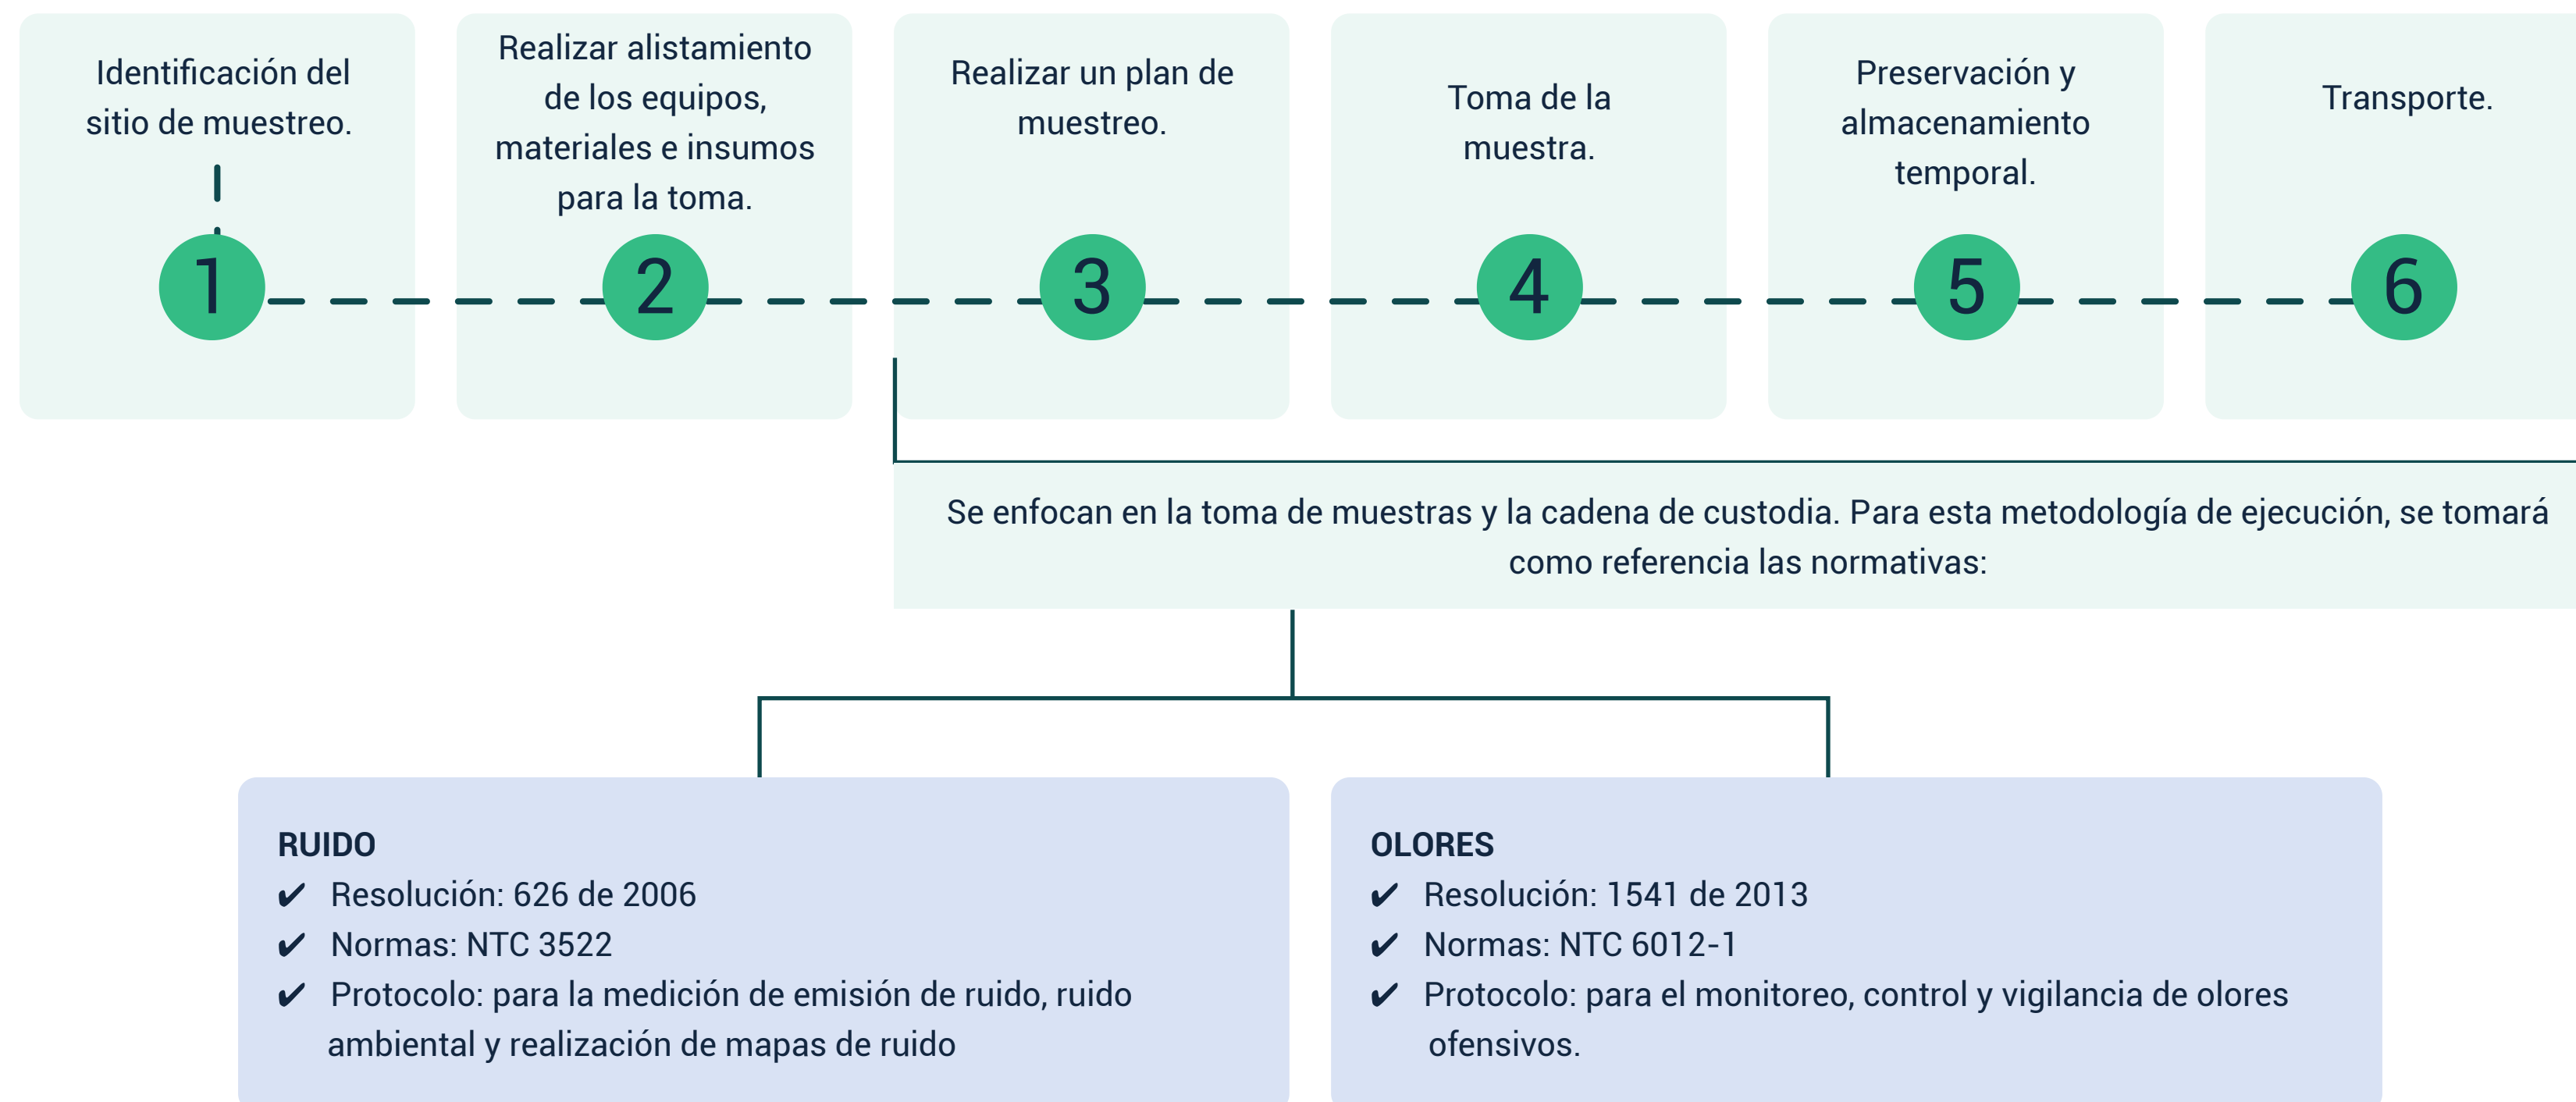 Identificación del
sitio de muestreo.
1
Realizar alistamiento
de los equipos,
materiales e insumos
para la toma.
2
Realizar un plan de
muestreo.
3
Toma de la
muestra.
4
Preservación y
almacenamiento
temporal.
5
Transporte.
6
Se enfocan en la toma de muestras y la cadena de custodia. Para esta metodología de ejecución, se tomará
como referencia las normativas:
RUIDO
✔ Resolución: 626 de 2006
✔ Normas: NTC 3522
✔ Protocolo: para la medición de emisión de ruido, ruido
ambiental y realización de mapas de ruido
OLORES
✔ Resolución: 1541 de 2013
✔ Normas: NTC 6012-1
✔ Protocolo: para el monitoreo, control y vigilancia de olores
ofensivos.